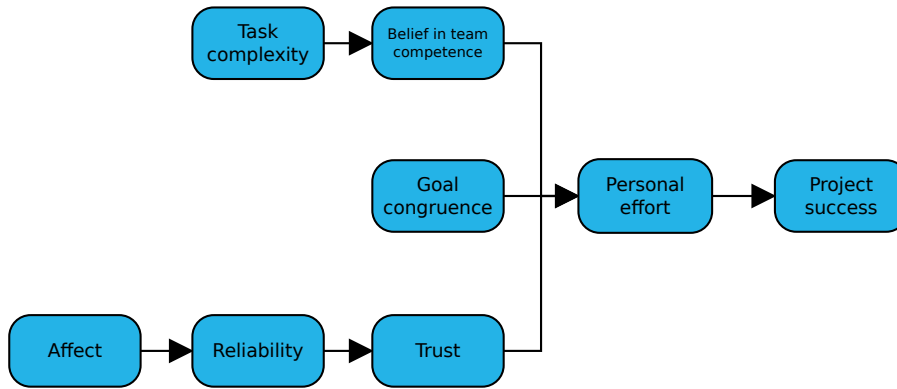 Task
complexity
Belief in team
competence
Goal
congruence
Personal
effort
Project
success
Affect
Reliability
Trust